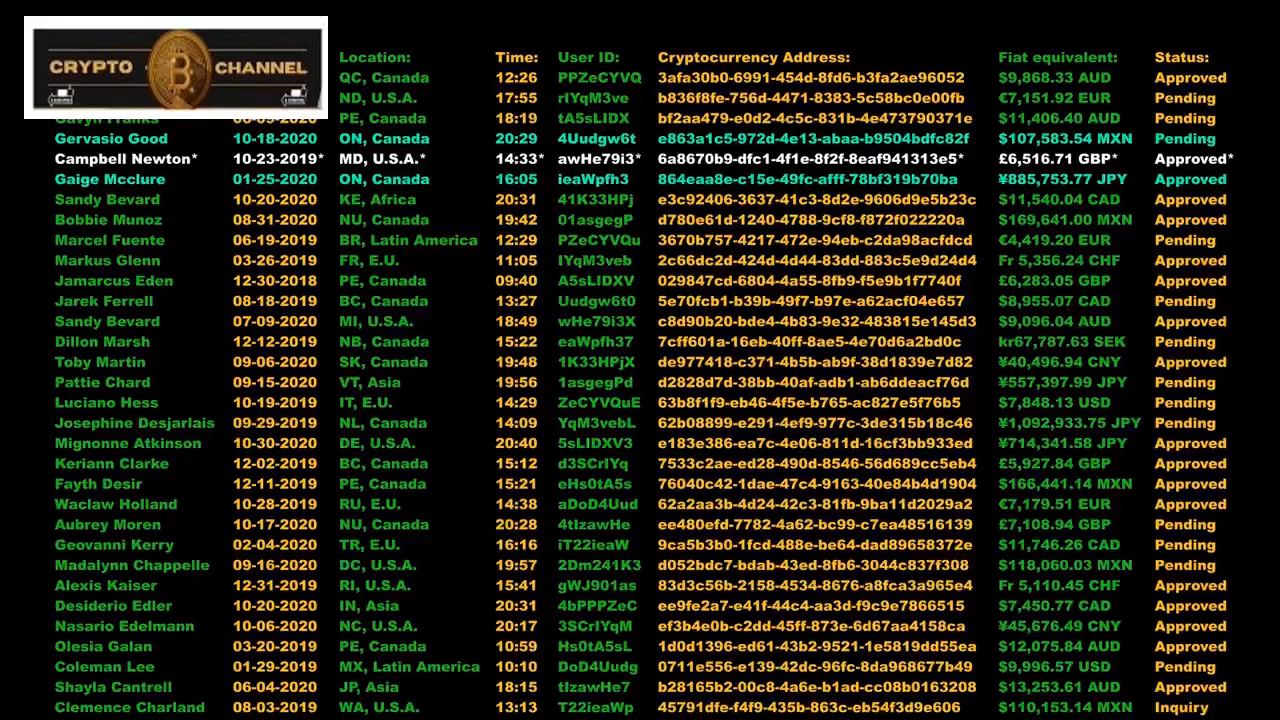 CRYPTO CHANNEL
Location: Time: User ID: Cryptocurrency Address: Fiat equivalent: Status:
QC, Canada 12:26 PPZeCYVQ 3afa30b0-6991-454d-8fd6-b3fa2ae96052 $9,868.33 AUD Approved
ND, U.S.A. 17:55 rIYqM3ve b836f8fe-756d-4471-8383-5c58bc0e00fb €7,151.92 EUR Pending
Gavyn Franks 06-09-2020 PE, Canada 18:19 tA5sLIDX bf2aa479-e0d2-4c5c-831b-4e473790371e $11,406.40 AUD Pending
Gervasio Good 10-18-2020 ON, Canada 20:29 4Uudgw6t e863a1c5-972d-4e13-abaa-b9504bdfc82f $107,583.54 MXN Pending
Campbell Newton* 10-23-2019* MD, U.S.A.* 14:33* awHe79i3* 6a8670b9-dfc1-4f1e-8f2f-8eaf941313e5* £6,516.71 GBP* Approved*
Gaige Mcclure 01-25-2020 ON, Canada 16:05 ieaWpfh3 864eaa8e-c15e-49fc-afff-78bf319b70ba ¥885,753.77 JPY Approved
Sandy Bevard 10-20-2020 KE, Africa 20:31 41K33HPj e3c92406-3637-41c3-8d2e-9606d9e5b23c $11,540.04 CAD Approved
Bobbie Munoz 08-31-2020 NU, Canada 19:42 01asgegP d780e61d-1240-4788-9cf8-f872f022220a $169,641.00 MXN Pending
Marcel Fuente 06-19-2019 BR, Latin America 12:29 PZeCYVQu 3670b757-4217-472e-94eb-c2da98acfdcd €4,419.20 EUR Pending
Markus Glenn 03-26-2019 FR, E.U. 11:05 IYqM3veb 2c66dc2d-424d-4d44-83dd-883c5e9d24d4 Fr 5,356.24 CHF Approved
Jamarcus Eden 12-30-2018 PE, Canada 09:40 A5sLIDXV 029847cd-6804-4a55-8fb9-f5e9b1f7740f £6,283.05 GBP Approved
Jarek Ferrell 08-18-2019 BC, Canada 13:27 Uudgw6t0 5e70fcb1-b39b-49f7-b97e-a62acf04e657 $8,955.07 CAD Pending
Sandy Bevard 07-09-2020 MI, U.S.A. 18:49 wHe79i3X c8d90b20-bde4-4b83-9e32-483815e145d3 $9,096.04 AUD Approved
Dillon Marsh 12-12-2019 NB, Canada 15:22 eaWpfh37 7cff601a-16eb-40ff-8ae5-4e70d6a2bd0c kr67,787.63 SEK Pending
Toby Martin 09-06-2020 SK, Canada 19:48 1K33HPjX de977418-c371-4b5b-ab9f-38d1839e7d82 ¥40,496.94 CNY Approved
Pattie Chard 09-15-2020 VT, Asia 19:56 1asgegPd d2828d7d-38bb-40af-adb1-ab6ddeacf76d ¥557,397.99 JPY Pending
Luciano Hess 10-19-2019 IT, E.U. 14:29 ZeCYVQuE 63b8f1f9-eb46-4f5e-b765-ac827e5f76b5 $7,848.13 USD Pending
Josephine Desjarlais 09-29-2019 NL, Canada 14:09 YqM3vebL 62b08899-e291-4ef9-977c-3de315b18c46 ¥1,092,933.75 JPY Pending
Mignonne Atkinson 10-30-2020 DE, U.S.A. 20:40 5sLIDXV3 e183e386-ea7c-4e06-811d-16cf3bb933ed ¥714,341.58 JPY Approved
Keriann Clarke 12-02-2019 BC, Canada 15:12 d3SCrIYq 7533c2ae-ed28-490d-8546-56d689cc5eb4 £5,927.84 GBP Approved
Fayth Desir 12-11-2019 PE, Canada 15:21 eHs0tA5s 76040c42-1dae-47c4-9163-40e84b4d1904 $166,441.14 MXN Approved
Waclaw Holland 10-28-2019 RU, E.U. 14:38 aDoD4Uud 62a2aa3b-4d24-42c3-81fb-9ba11d2029a2 €7,179.51 EUR Approved
Aubrey Moren 10-17-2020 NU, Canada 20:28 4tIzawHe ee480efd-7782-4a62-bc99-c7ea48516139 £7,108.94 GBP Pending
Geovanni Kerry 02-04-2020 TR, E.U. 16:16 iT22ieaW 9ca5b3b0-1fcd-488e-be64-dad89658372e $11,746.26 CAD Pending
Madalynn Chappelle 09-16-2020 DC, U.S.A. 19:57 2Dm241K3 d052bdc7-bdab-43ed-8fb6-3044c837f308 $118,060.03 MXN Pending
Alexis Kaiser 12-31-2019 RI, U.S.A. 15:41 gWJ901as 83d3c56b-2158-4534-8676-a8fca3a965e4 Fr 5,110.45 CHF Approved
Desiderio Edler 10-20-2020 IN, Asia 20:31 4bPPPZeC ee9fe2a7-e41f-44c4-aa3d-f9c9e7866515 $7,450.77 CAD Approved
Nasario Edelmann 10-06-2020 NC, U.S.A. 20:17 3SCrIYqM ef3b4e0b-c2dd-45ff-873e-6d67aa4158ca ¥45,676.49 CNY Approved
Olesia Galan 03-20-2019 PE, Canada 10:59 Hs0tA5sL 1d0d1396-ed61-43b2-9521-1e5819dd55ea $12,075.84 AUD Approved
Coleman Lee 01-29-2019 MX, Latin America 10:10 DoD4Uudg 0711e556-e139-42dc-96fc-8da968677b49 $9,996.57 USD Pending
Shayla Cantrell 06-04-2020 JP, Asia 18:15 tIzawHe7 b28165b2-00c8-4a6e-b1ad-cc08b0163208 $13,253.61 AUD Approved
Clemence Charland 08-03-2019 WA, U.S.A. 13:13 T22ieaWp 45791dfe-f4f9-435b-863c-eb54f3d9e606 $110,153.14 MXN Inquiry